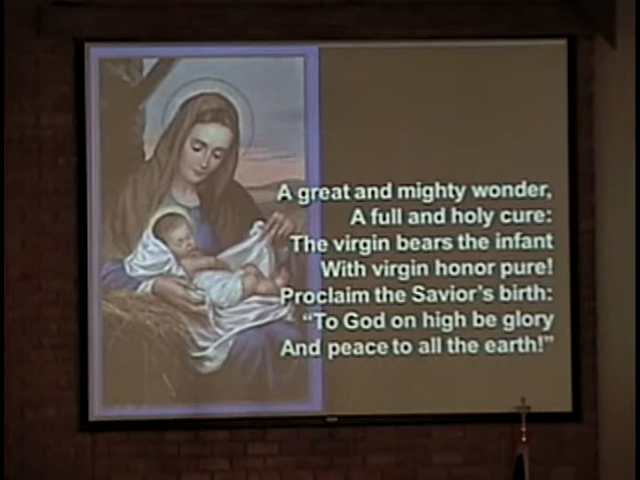 A great and mighty wonder,
A full and holy cure:
The virgin bears the infant
With virgin honor pure!
Proclaim the Savior's birth:
“To God on high be glory
And peace to all the earth!”